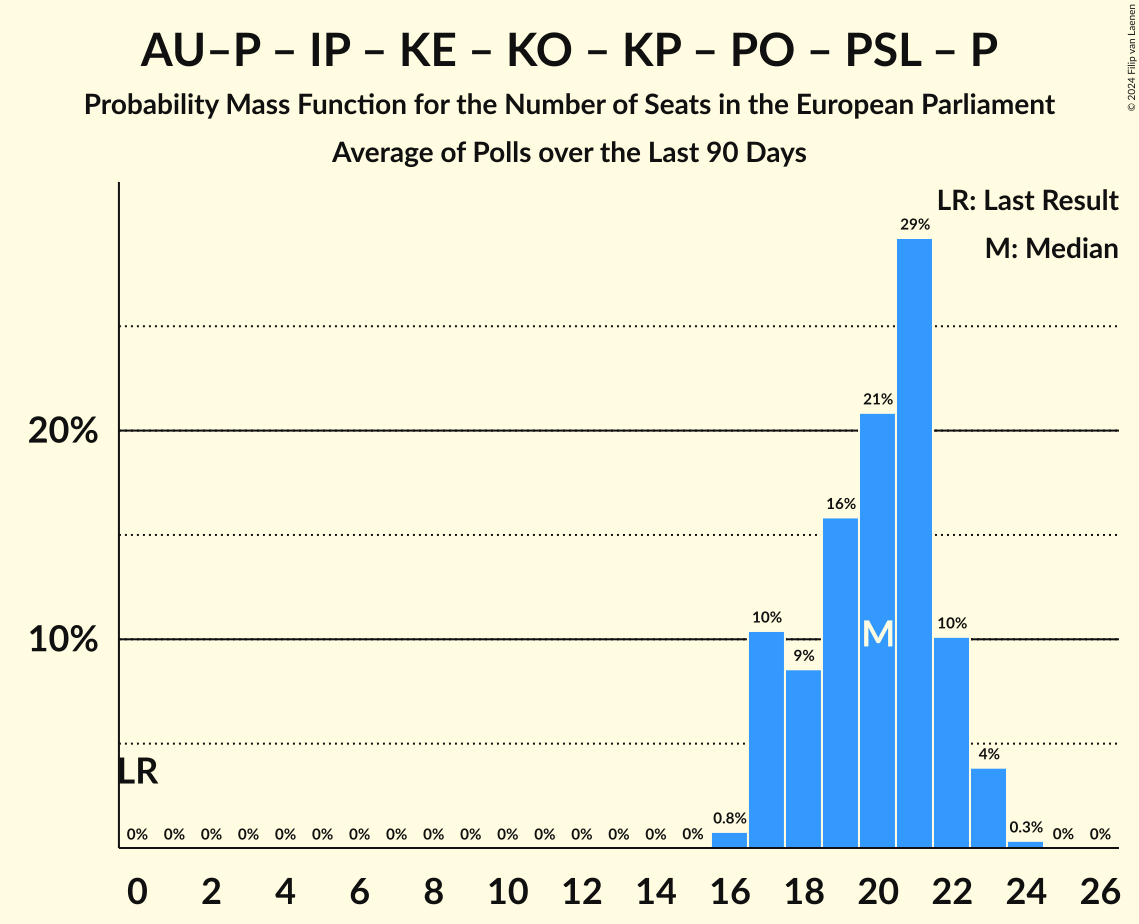 AU–P – IP – KE – KO – KP – PO – PSL – P
Probability Mass Function for the Number of Seats in the European Parliament
Average of Polls over the Last 90 Days
© 2024 Filip van Laenen
LR: Last Result
M: Median
20%
10%
LR
M
0% 0% 0% 0% 0% 0% 0% 0% 0% 0% 0% 0% 0% 0% 0% 0% 0.8% 10% 9% 16% 21% 29% 10% 4% 0.3% 0% 0%
0 2 4 6 8 10 12 14 16 18 20 22 24 26